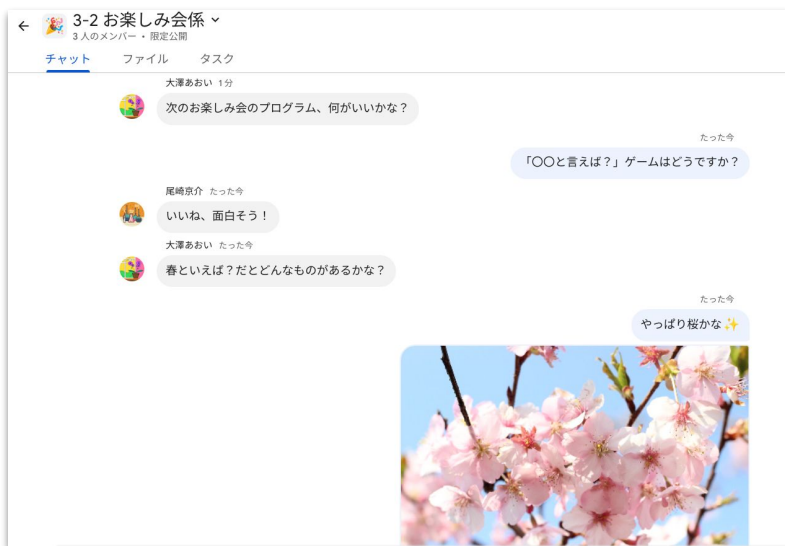 3-2 お楽しみ会係
3 人のメンバー • 限定公開
チャット ファイル タスク
大澤あおい 1分
次のお楽しみ会のプログラム、何がいいかな？
たった今
「〇〇と言えば？」ゲームはどうですか？
尾崎京介 たった今
いいね、面白そう！
大澤あおい たった今
春といえば？だとどんなものがあるかな？
たった今
やっぱり桜かな✨